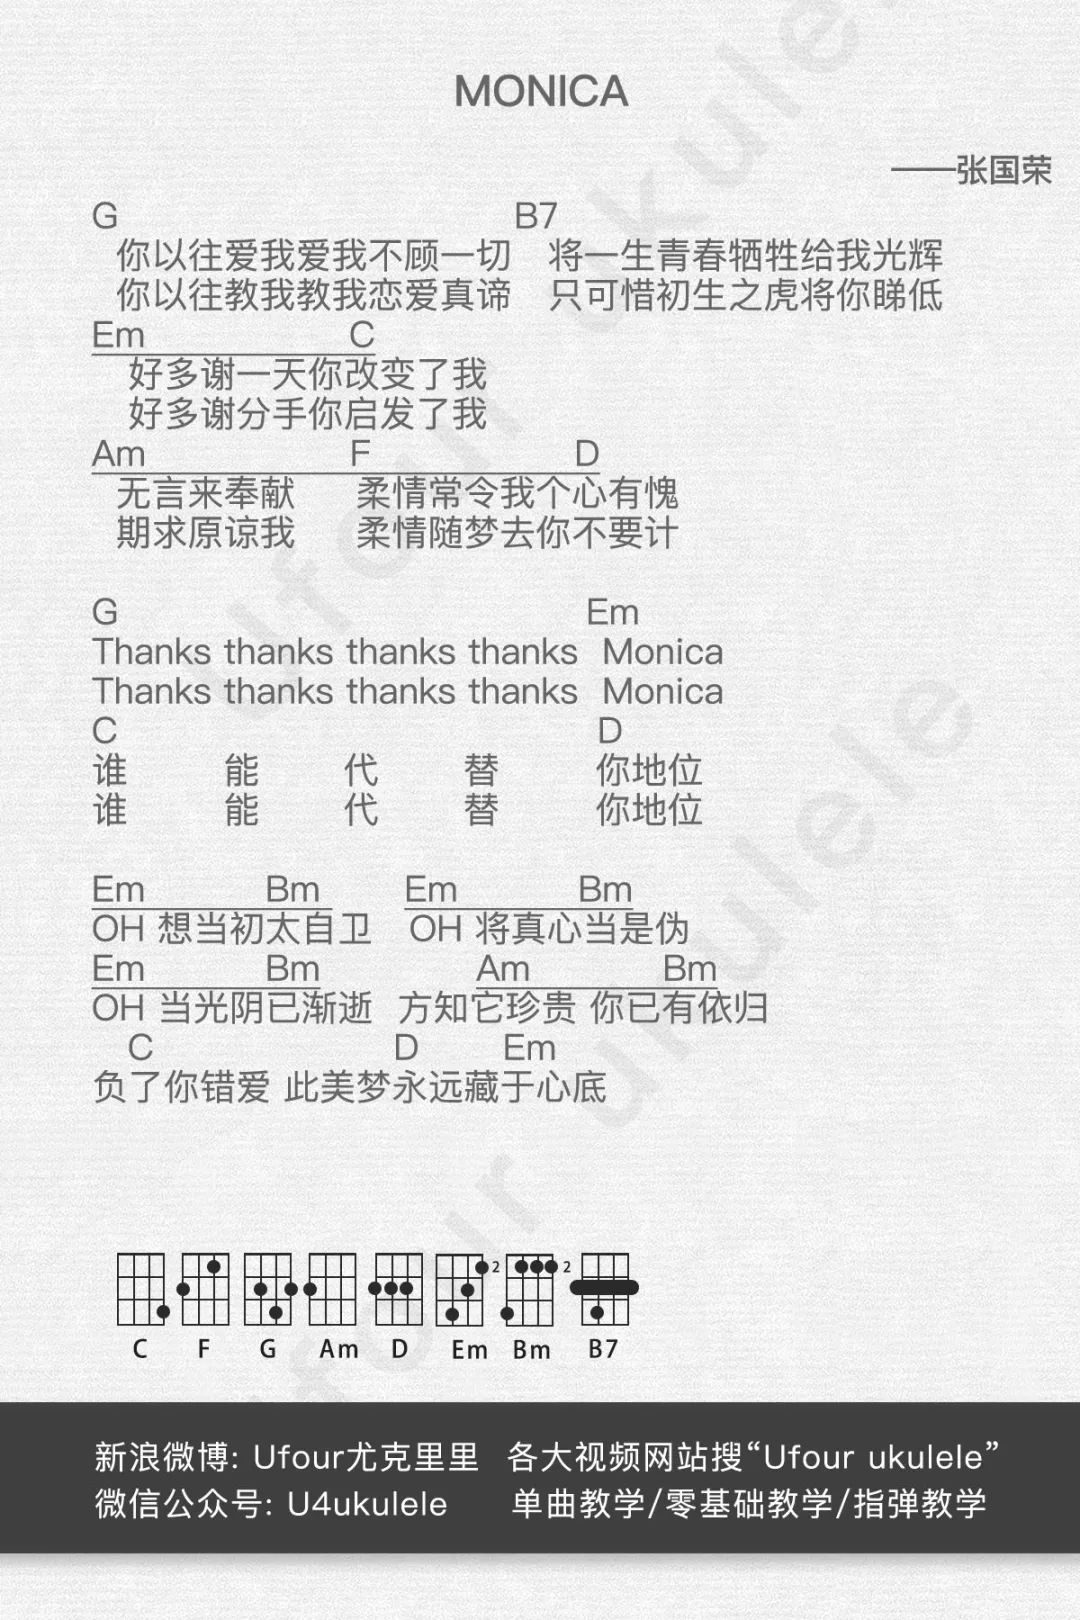 MONICA
——张国荣
G B7
你以往爱我爱我不顾一切 将一生青春牺牲给我光辉
你以往教我教我恋爱真谛 只可惜初生之虎将你睇低
Em C
好多谢一天你改变了我
好多谢分手你启发了我
Am F D
无言来奉献 柔情常令我个心有愧
期求原谅我 柔情随梦去你不要计
G Em
Thanks thanks thanks thanks Monica
Thanks thanks thanks thanks Monica
C D
谁 能 代 替 你地位
谁 能 代 替 你地位
Em Bm Em Bm
OH 想当初太自卫 OH 将真心当是伪
Em Bm Am Bm
OH 当光阴已渐逝 方知它珍贵 你已有依归
C D Em
负了你错爱 此美梦永远藏于心底
2 2
C F G Am D Em Bm B7
新浪微博: Ufour尤克里里 各大视频网站搜“Ufour ukulele”
微信公众号: U4ukulele 单曲教学/零基础教学/指弹教学
Ufour ukulele
Ufour ukulele